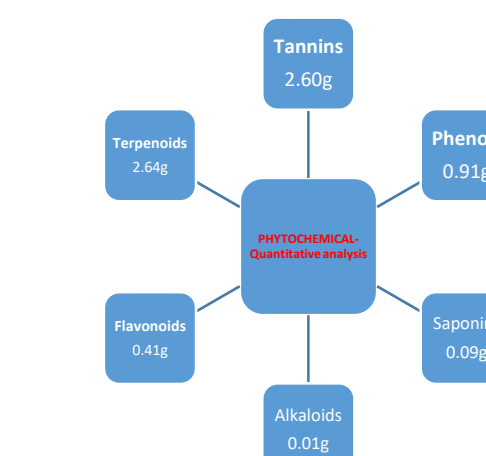 Tannins
2.60g
Terpenoids
2.64g
Pheno
0.91g
PHYTOCHEMICAL-
Quantitative analysis
Flavonoids
0.41g
Saponin
0.09g
Alkaloids
0.01g